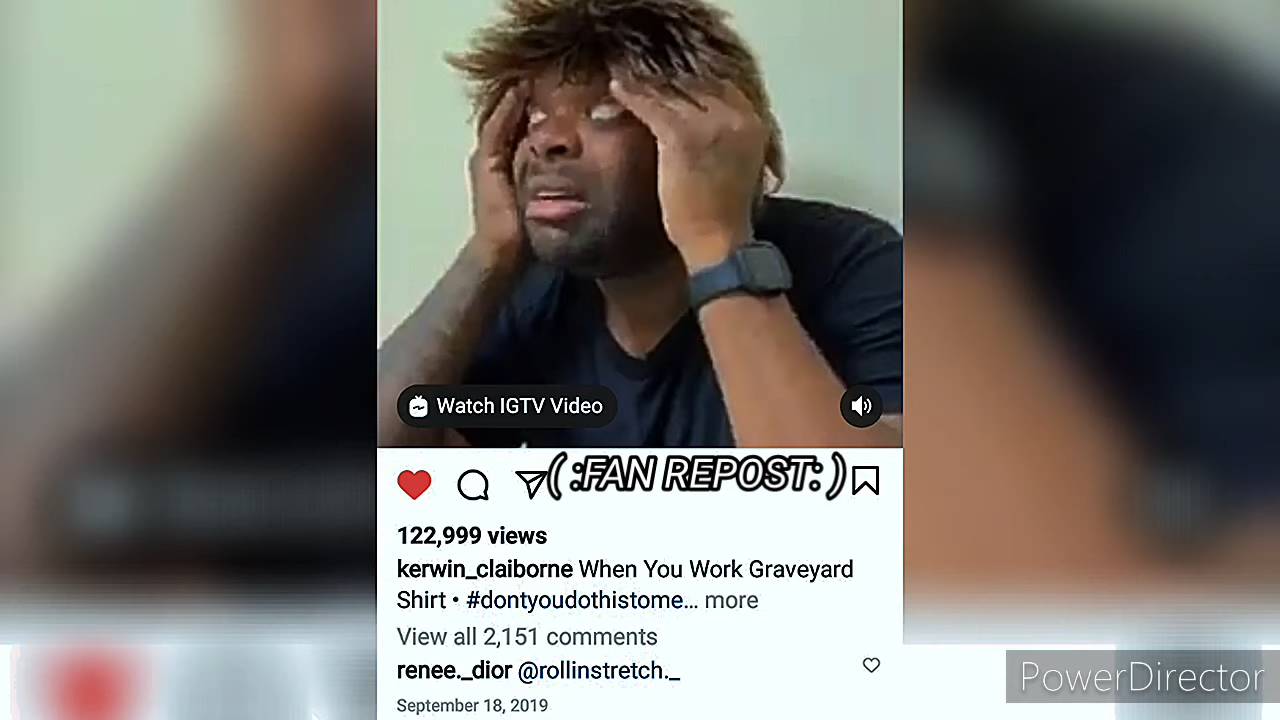 Watch IGTV Video
( :FAN REPOST: )
122,999 views
kerwin_claiborne When You Work Graveyard
Shirt • #dontyoudothistome... more
View all 2,151 comments
renee._dior @rollinstretch._
September 18, 2019
PowerDirector